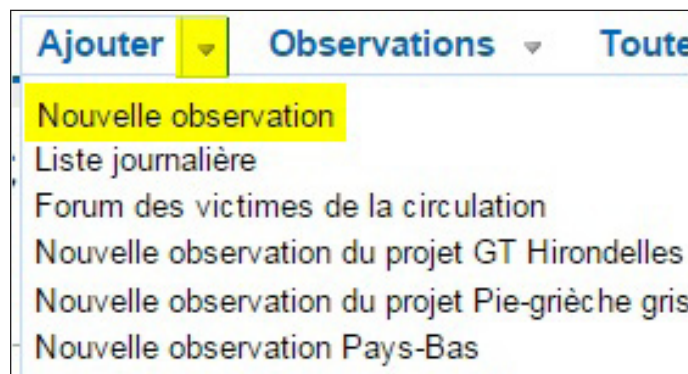 Ajouter Observations Toute
Nouvelle observation
Liste journalière
Forum des victimes de la circulation
Nouvelle observation du projet GT Hirondelles
Nouvelle observation du projet Pie-grièche gris
Nouvelle observation Pays-Bas